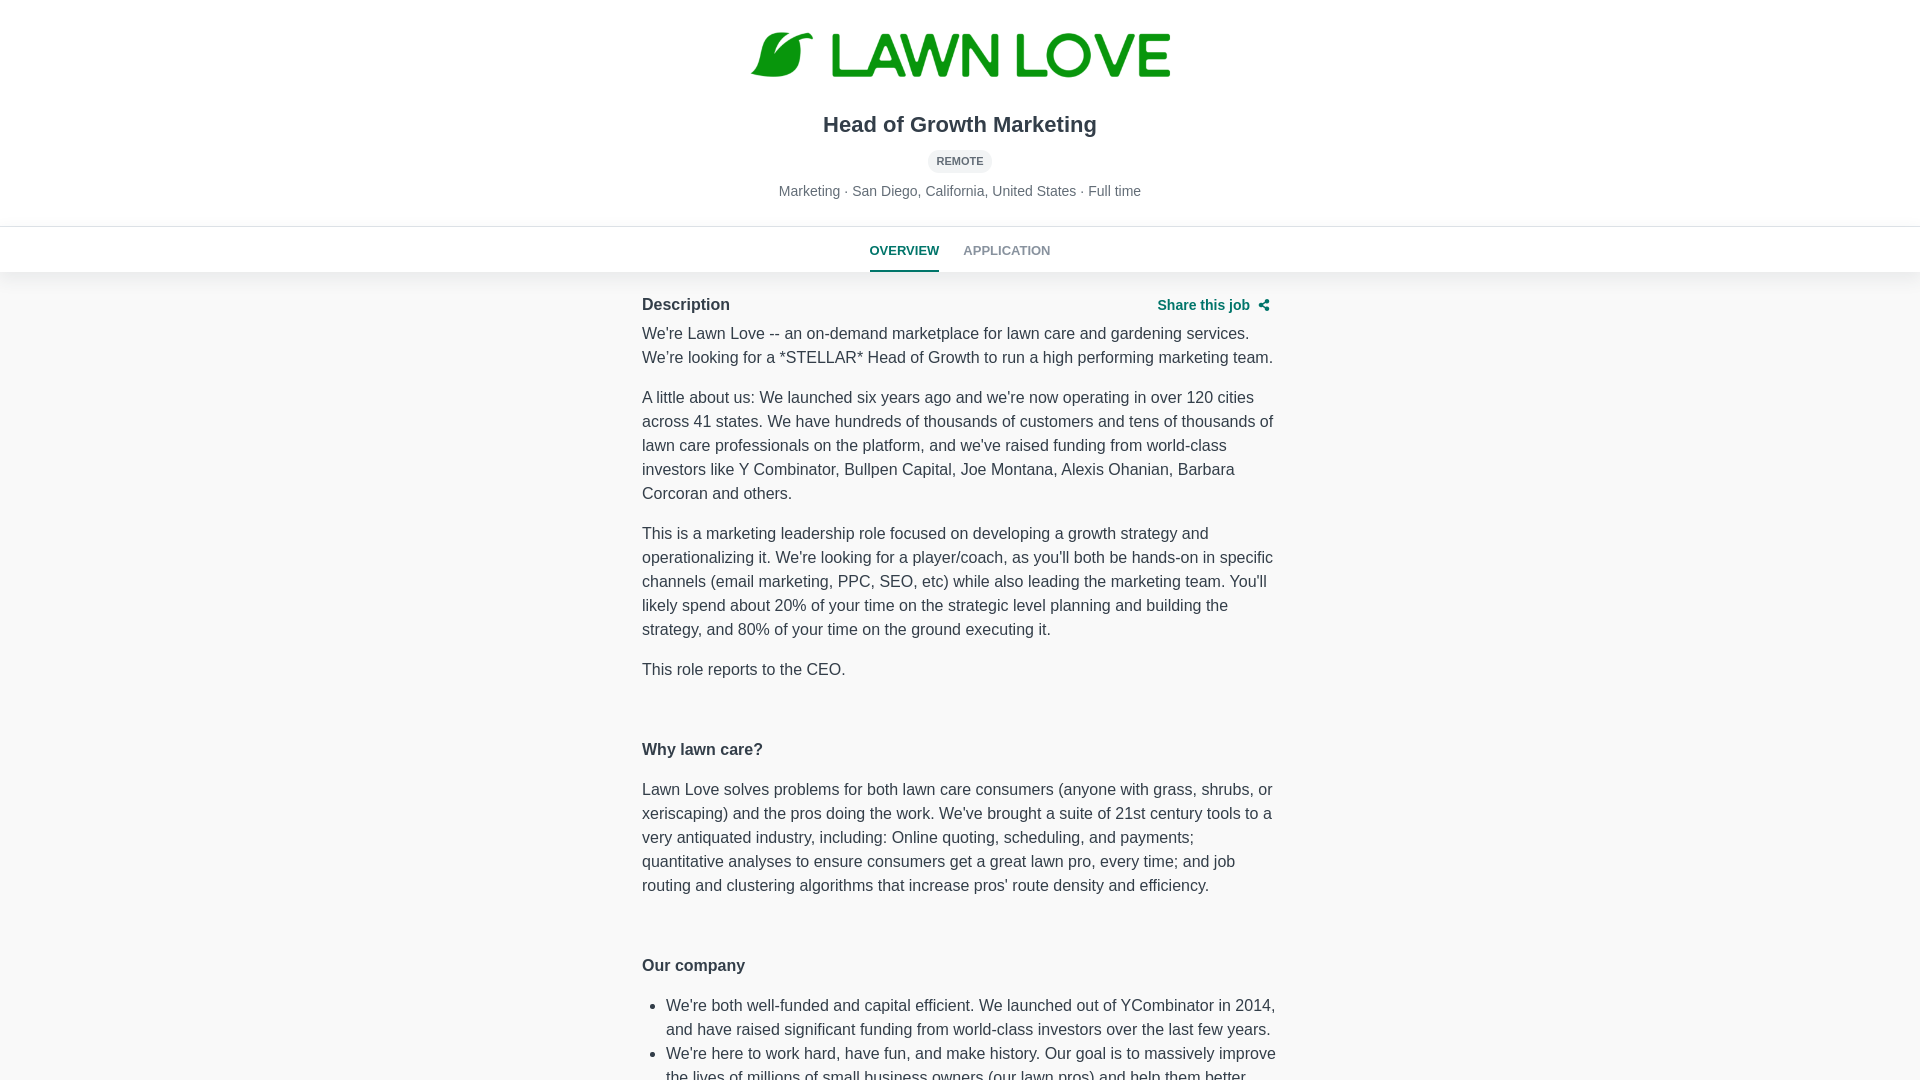 LAWN LOVE
Head of Growth Marketing
REMOTE
Marketing · San Diego, California, United States · Full time
OVERVIEW APPLICATION
Description
Share this job
We're Lawn Love -- an on-demand marketplace for lawn care and gardening services.
We’re looking for a *STELLAR* Head of Growth to run a high performing marketing team.
A little about us: We launched six years ago and we're now operating in over 120 cities
across 41 states. We have hundreds of thousands of customers and tens of thousands of
lawn care professionals on the platform, and we've raised funding from world-class
investors like Y Combinator, Bullpen Capital, Joe Montana, Alexis Ohanian, Barbara
Corcoran and others.
This is a marketing leadership role focused on developing a growth strategy and
operationalizing it. We're looking for a player/coach, as you'll both be hands-on in specific
channels (email marketing, PPC, SEO, etc) while also leading the marketing team. You'll
likely spend about 20% of your time on the strategic level planning and building the
strategy, and 80% of your time on the ground executing it.
This role reports to the CEO.
Why lawn care?
Lawn Love solves problems for both lawn care consumers (anyone with grass, shrubs, or
xeriscaping) and the pros doing the work. We've brought a suite of 21st century tools to a
very antiquated industry, including: Online quoting, scheduling, and payments;
quantitative analyses to ensure consumers get a great lawn pro, every time; and job
routing and clustering algorithms that increase pros' route density and efficiency.
Our company
• We're both well-funded and capital efficient. We launched out of YCombinator in 2014,
and have raised significant funding from world-class investors over the last few years.
• We're here to work hard, have fun, and make history. Our goal is to massively improve
the lives of millions of small business owners (our lawn pros) and help them better